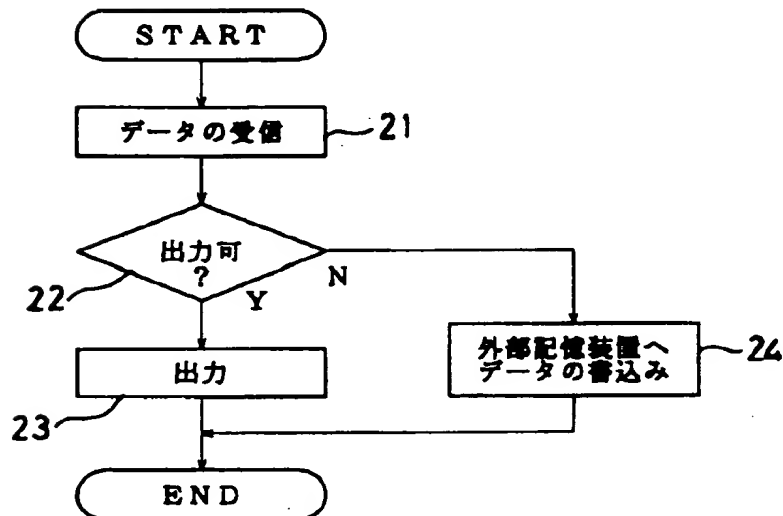 START
データの受信
21
出力可
?
22
Y
N
出力
23
外部記憶装置へ
データの書込み
24
END